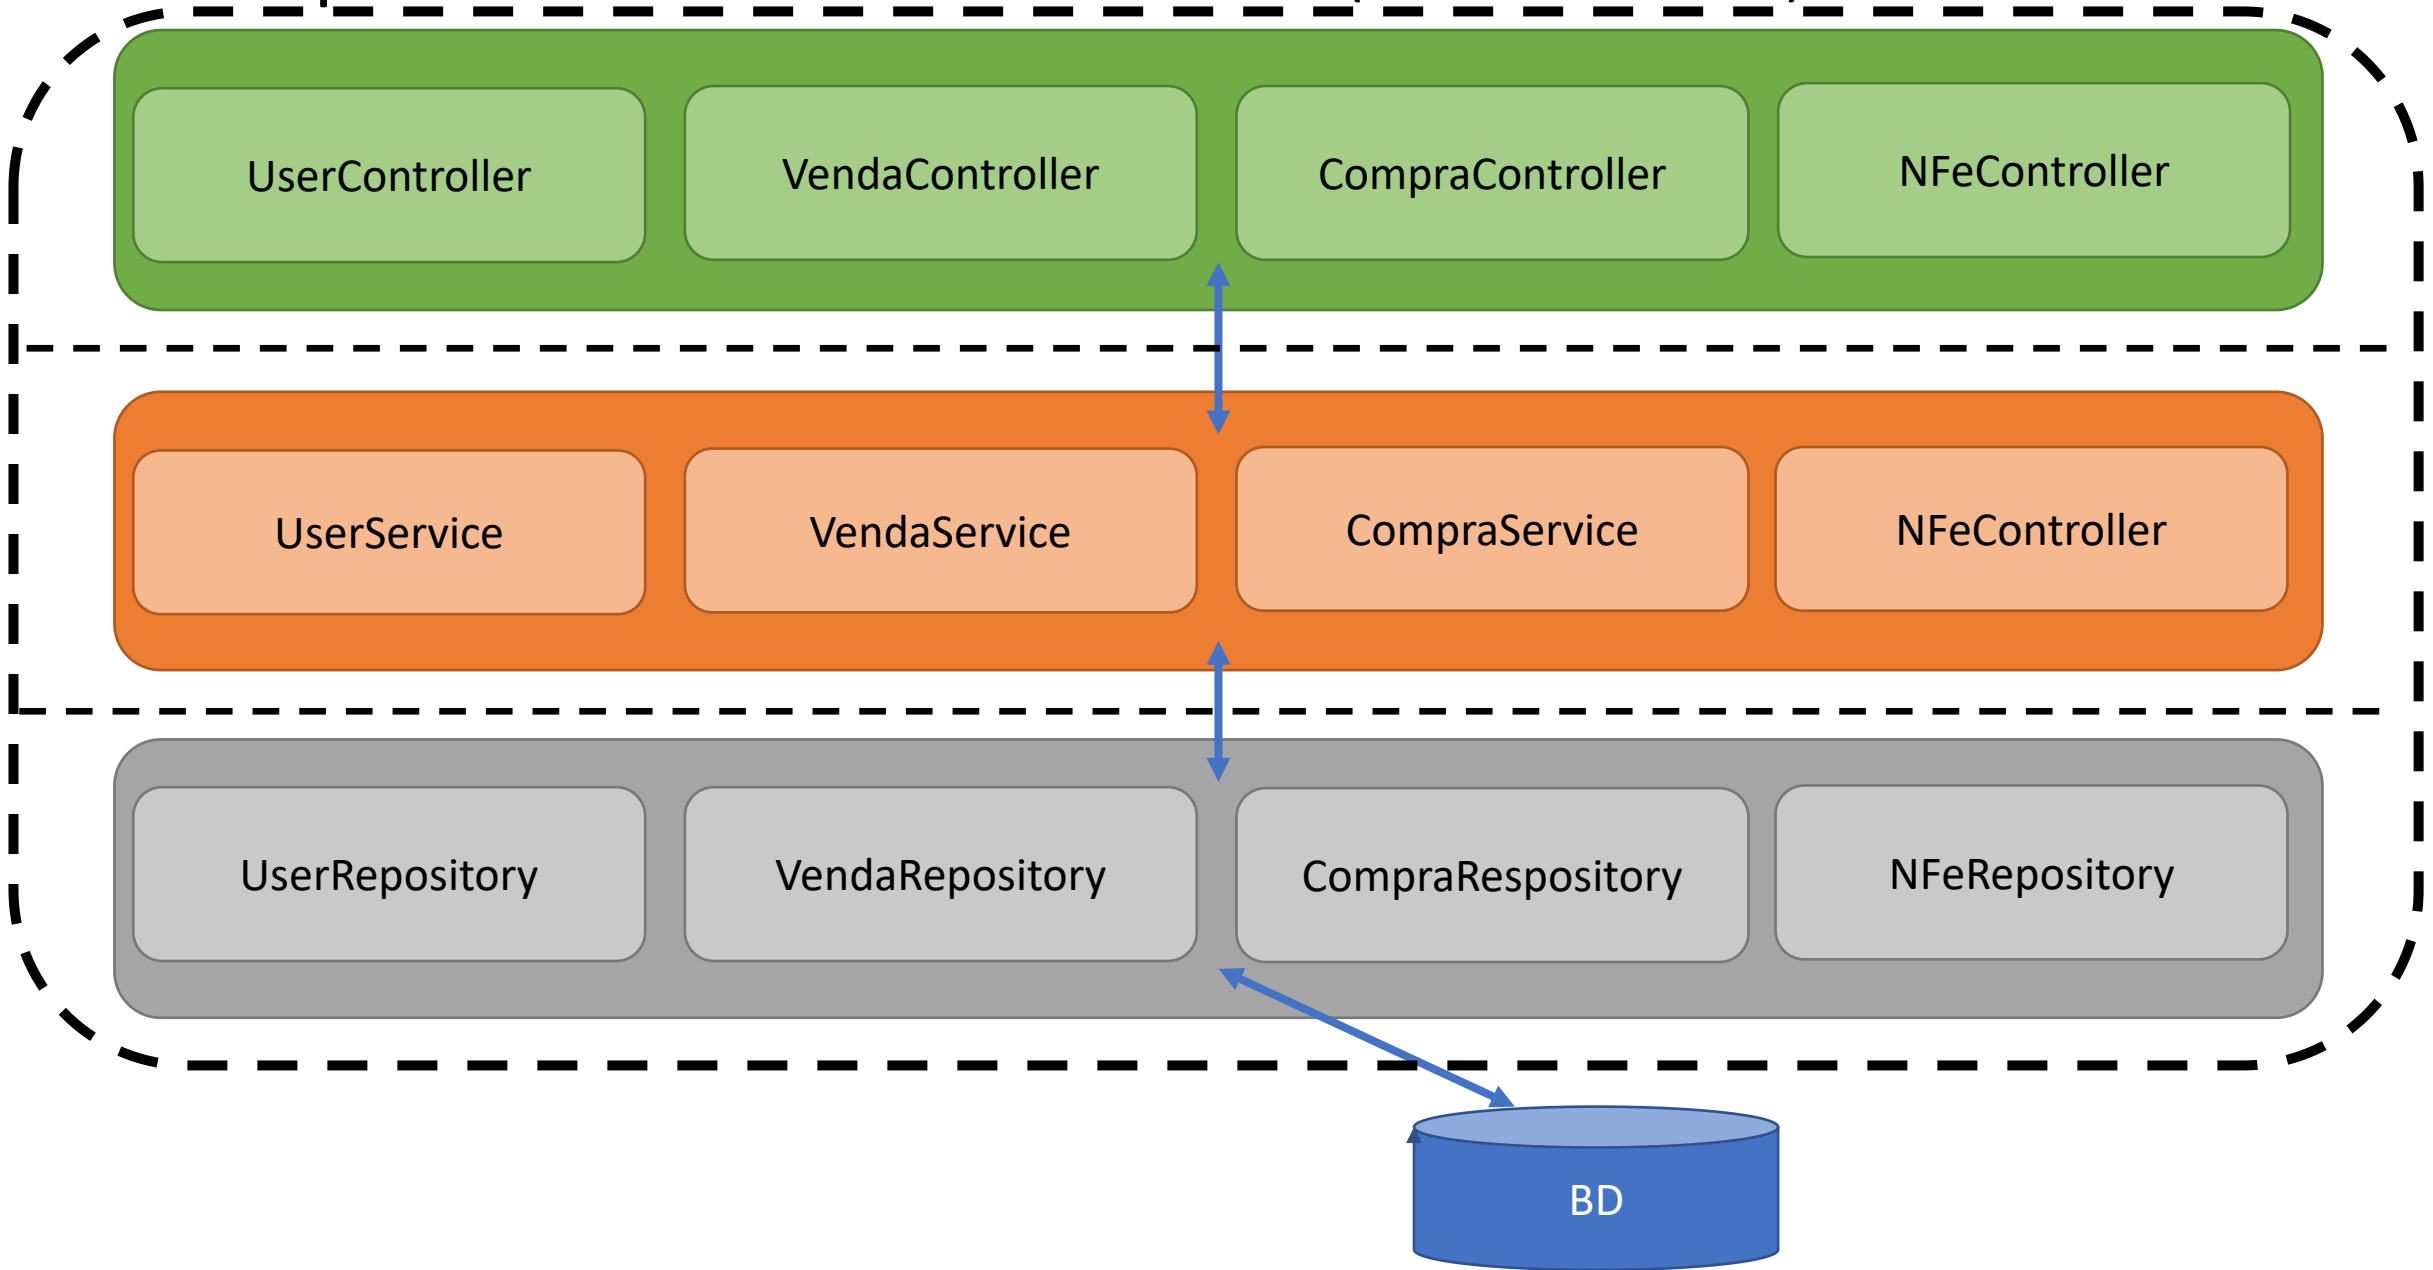 UserController
VendaController
CompraController
NFeController
UserService
VendaService
CompraService
NFeController
UserRepository
VendaRepository
CompraRespository
NFeRepository
BD